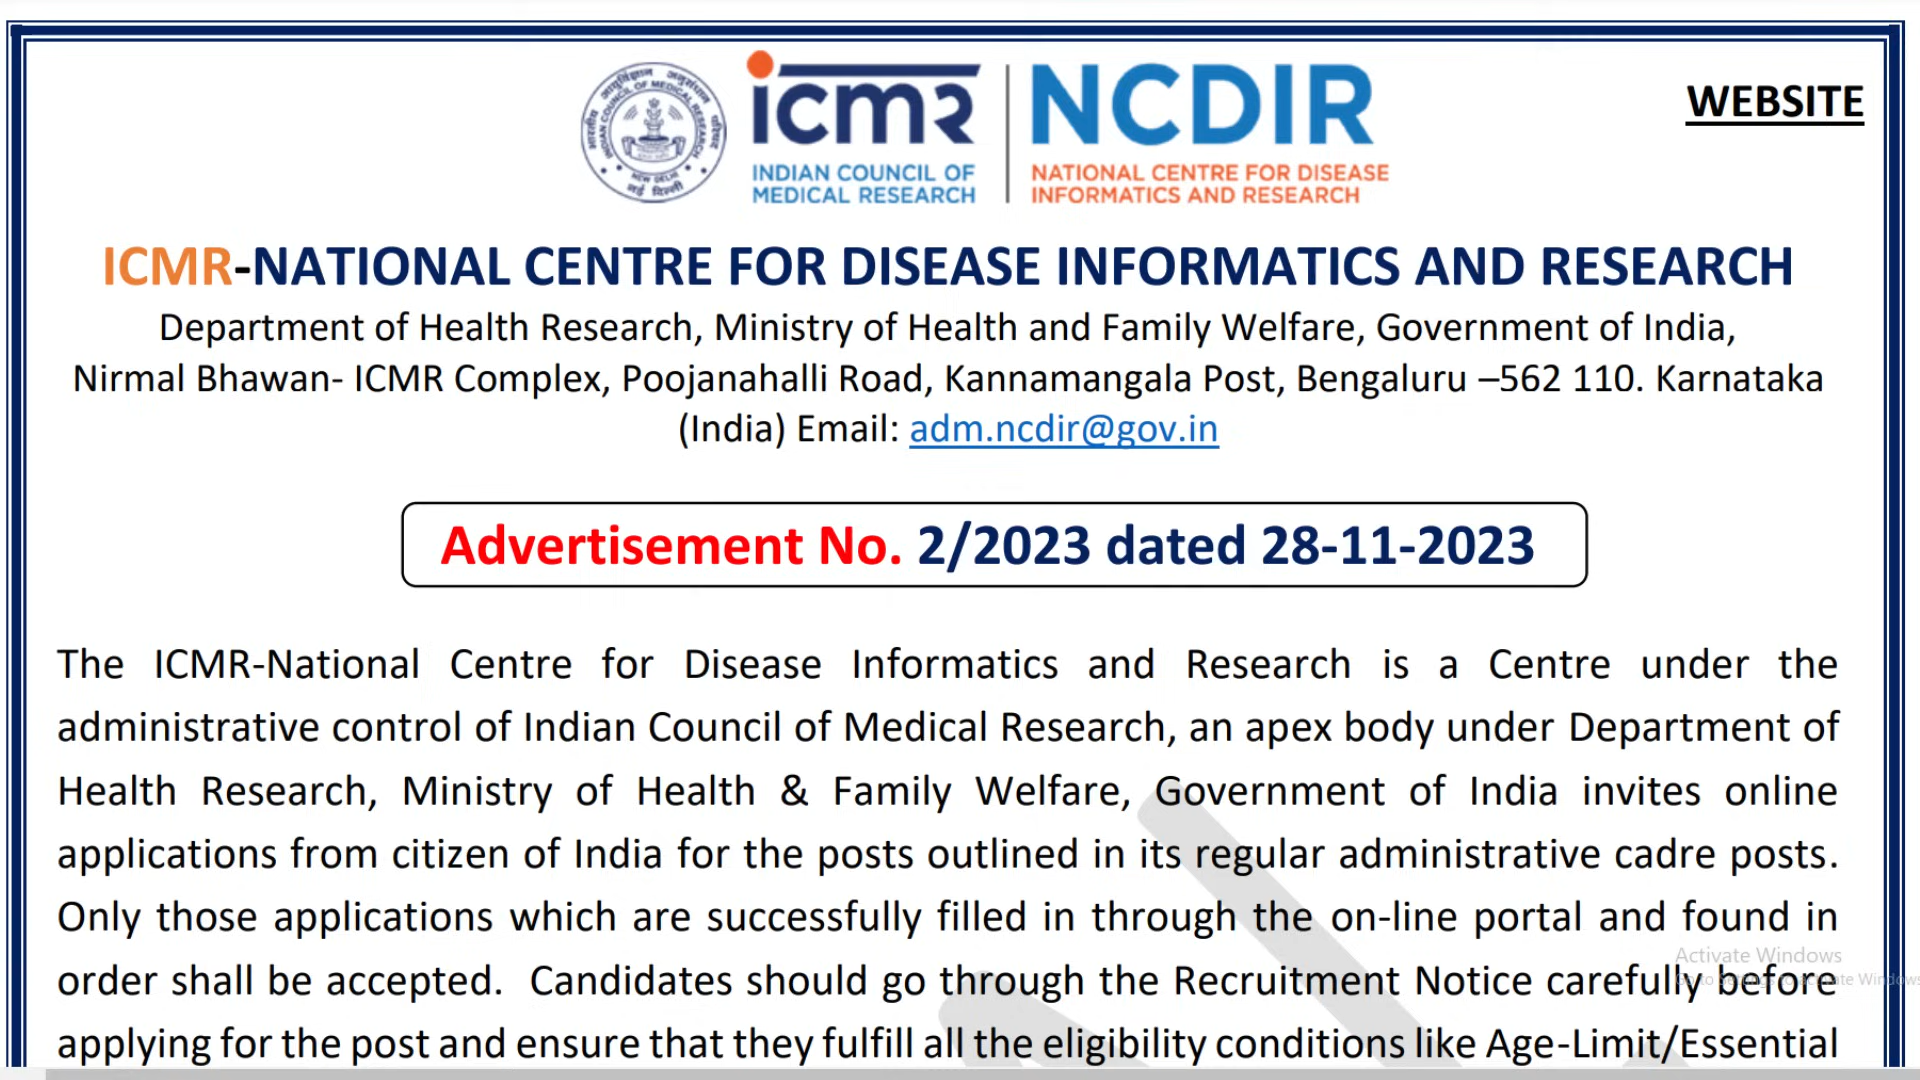 icmr
INDIAN COUNCIL OF
MEDICAL RESEARCH
NCDIR
NATIONAL CENTRE FOR DISEASE
INFORMATICS AND RESEARCH
WEBSITE
ICMR-NATIONAL CENTRE FOR DISEASE INFORMATICS AND RESEARCH
Department of Health Research, Ministry of Health and Family Welfare, Government of India,
Nirmal Bhawan- ICMR Complex, Poojanahalli Road, Kannamangala Post, Bengaluru –562 110. Karnataka
(India) Email: adm.ncdir@gov.in
Advertisement No. 2/2023 dated 28-11-2023
The ICMR-National Centre for Disease Informatics and Research is a Centre under the
administrative control of Indian Council of Medical Research, an apex body under Department of
Health Research, Ministry of Health & Family Welfare, Government of India invites online
applications from citizen of India for the posts outlined in its regular administrative cadre posts.
Only those applications which are successfully filled in through the on-line portal and found in
order shall be accepted. Candidates should go through the Recruitment Notice carefully before
applying for the post and ensure that they fulfill all the eligibility conditions like Age-Limit/Essential
Activate Windows
Go to Settings to activate Windows